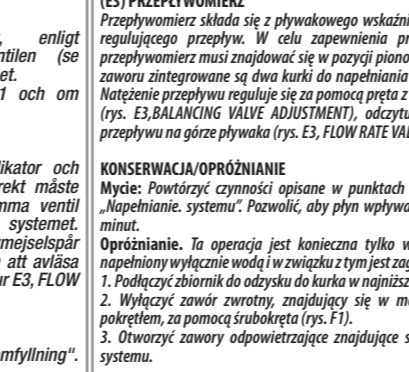 enligt
ntilen (se
et.
1 och om
likator och
rekt måste
mma ventil
systemet.
mejselspår
att avläsa
ur E3, FLOW
omfyllning".
(E3) PRZEPŁYWOMIERZ
Przepływomierz składa się z pływakowego wskaźni
regulującego przepływ. W celu zapewnienia pr
przepływomierz musi znajdować się w pozycji piono
zaworu zintegrowane są dwa kurki do napełniania
Natężenie przepływu reguluje się za pomocą pręta z
(rys. E3,BALANCING VALVE ADJUSTMENT), odczytu
przepływu na górze pływaka (rys. E3, FLOW RATE VAL
KONSERWACJA/OPRÓŻNIANIE
Mycie: Powtórzyć czynności opisane w punktach
„Napełnianie. systemu". Pozwolić, aby płyn wpływa
minut.
Opróżnianie. Ta operacja jest konieczna tylko w
napełniony wyłącznie wodą i w związku z tym jest zag
1. Podłączyć zbiornik do odzysku do kurka w najniższ
2. Wyłączyć zawór zwrotny, znajdujący się w m
pokrętłem, za pomocą śrubokręta (rys. F1).
3. Otworzyć zawory odpowietrzające znajdujące s
systemu.